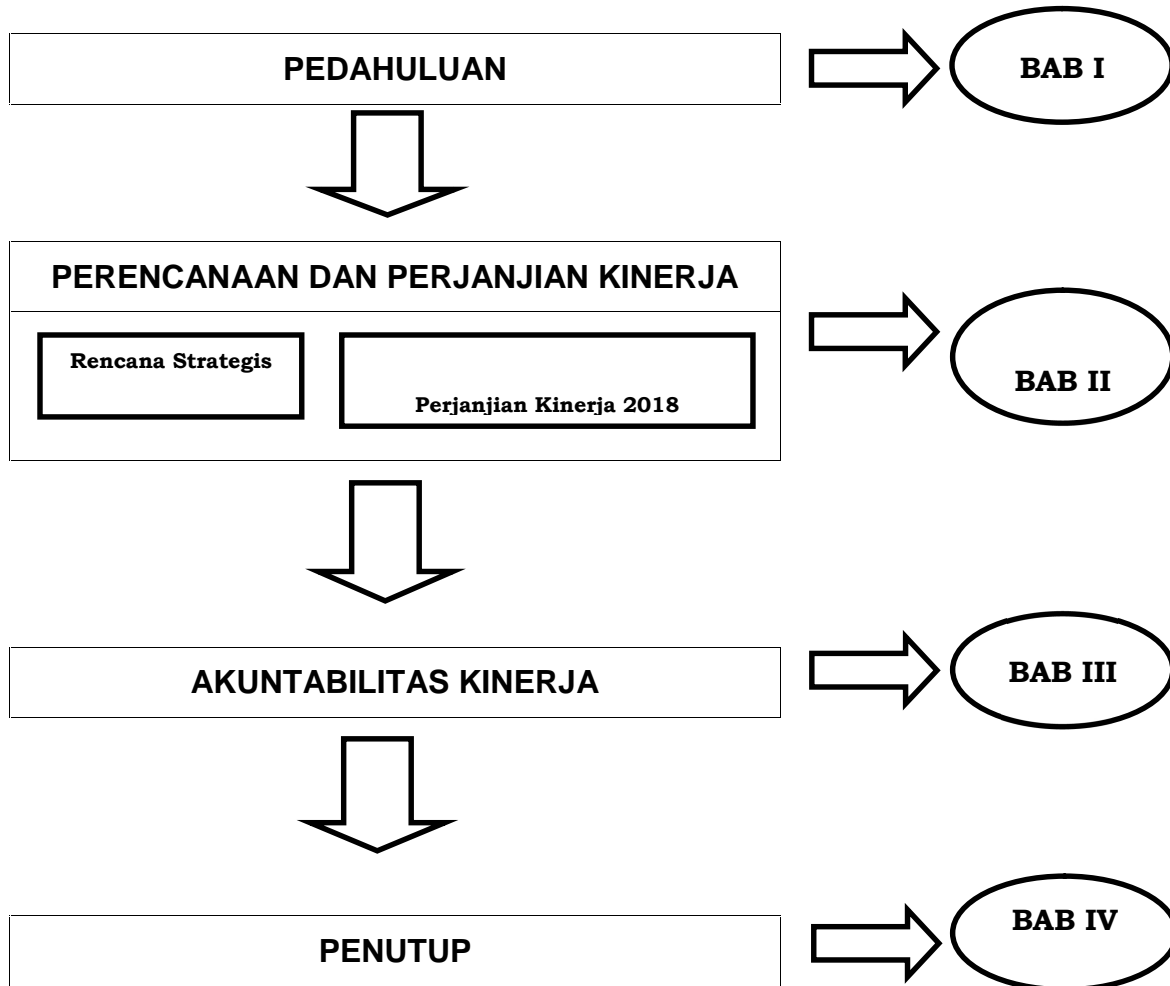 PEDAHULUAN
BAB I
PERENCANAAN DAN PERJANJIAN KINERJA
Rencana Strategis
Perjanjian Kinerja 2018
BAB II
AKUNTABILITAS KINERJA
BAB III
PENUTUP
BAB IV